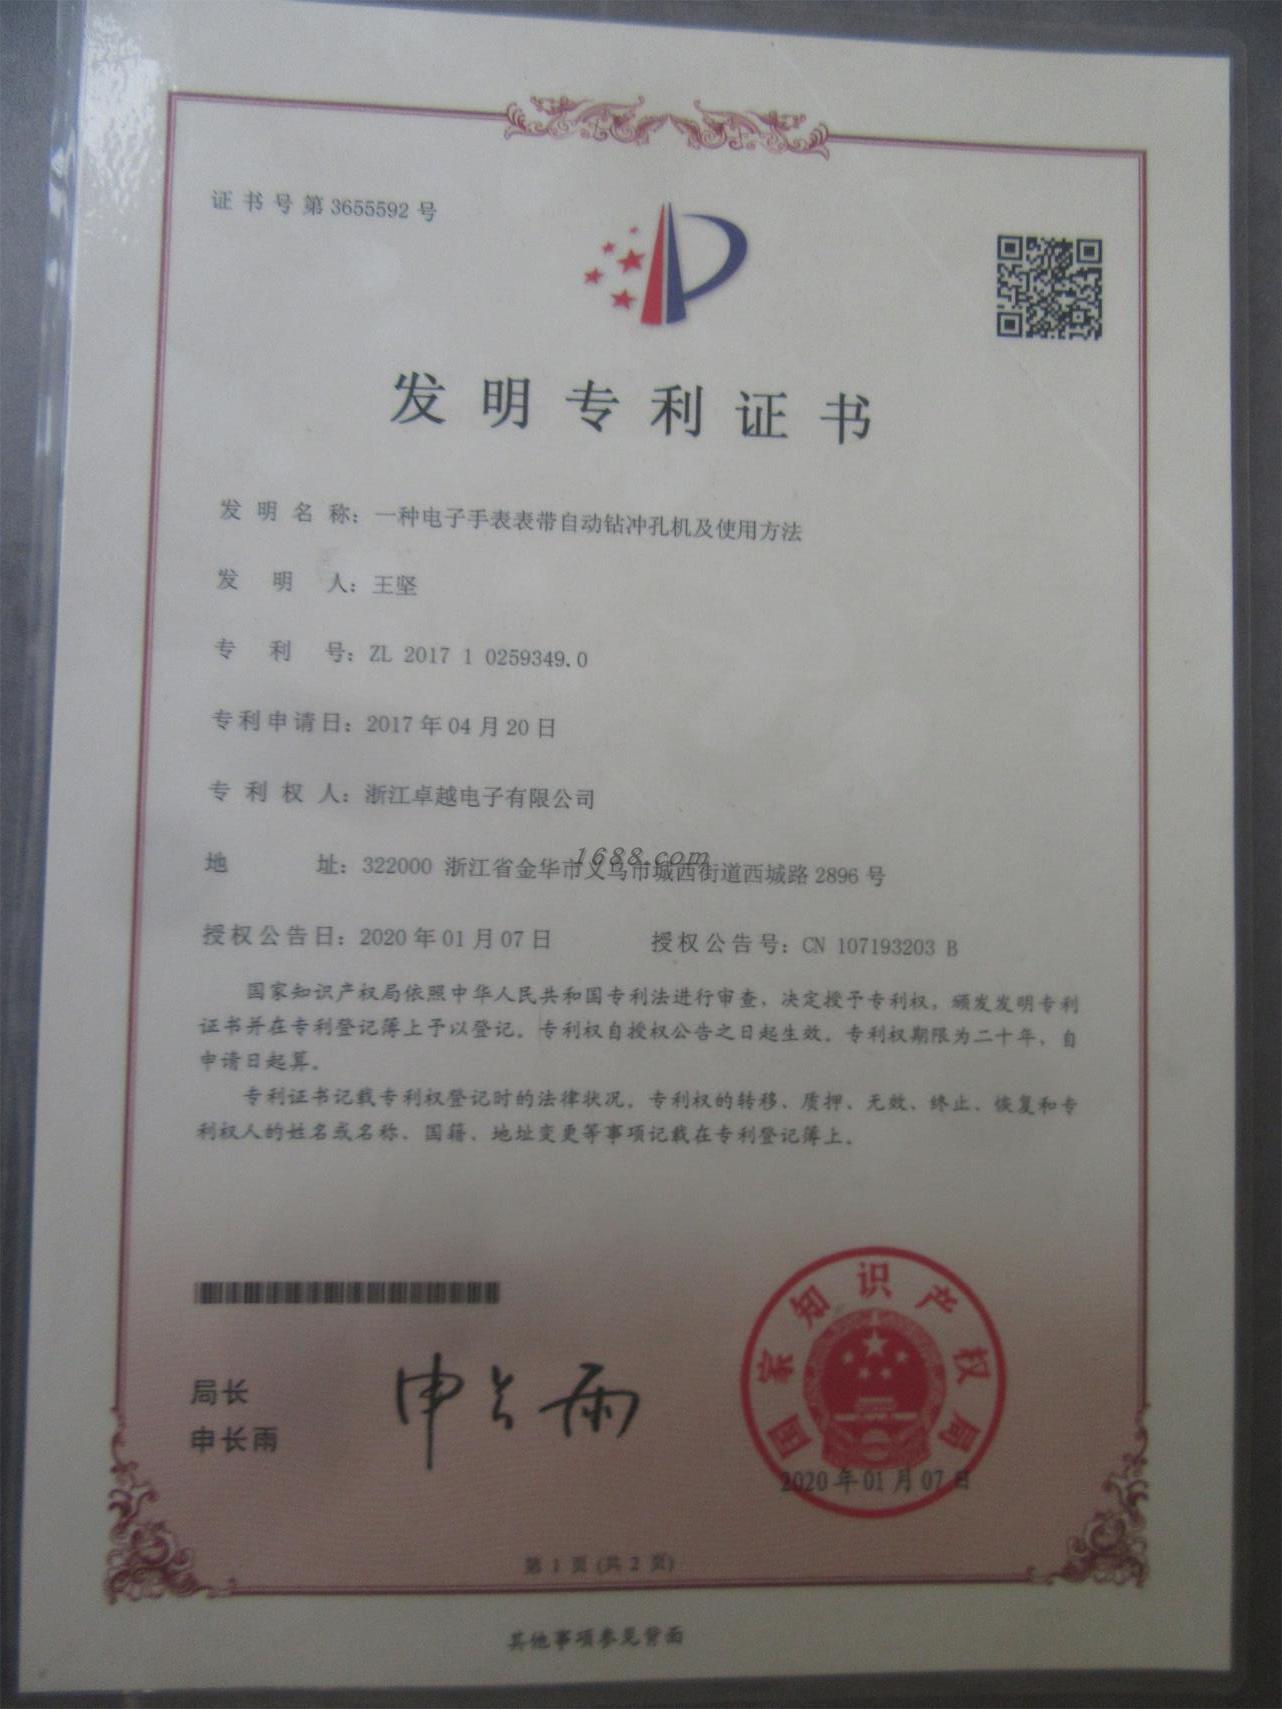 证书号第3655592号
发明专利证书
发明名称：一种电子手表表带自动钻冲孔机及使用方法
发明人：王坚
专利号：ZL 2017 1 0259349.0
专利申请日：2017年04月20日
专利权人：浙江卓越电子有限公司
1688.com
地址：322000 浙江省金华市义乌市城西街道西城路2896号
授权公告日：2020年01月07日 授权公告号：CN 107193203 B
国家知识产权局依照中华人民共和国专利法进行审查，决定授予专利权，颁发发明专利
证书并在专利登记簿上予以登记。专利权自授权公告之日起生效。专利权期限为二十年，自
申请日起算。
专利证书记载专利权登记时的法律状况。专利权的转移、质押、无效、终止、恢复和专
利权人的姓名或名称、国籍、地址变更等事项记载在专利登记簿上。
局长
申长雨
申长雨
国家知识产权局
2020年01月07日
第1页(共2页)
其他事项参见背面